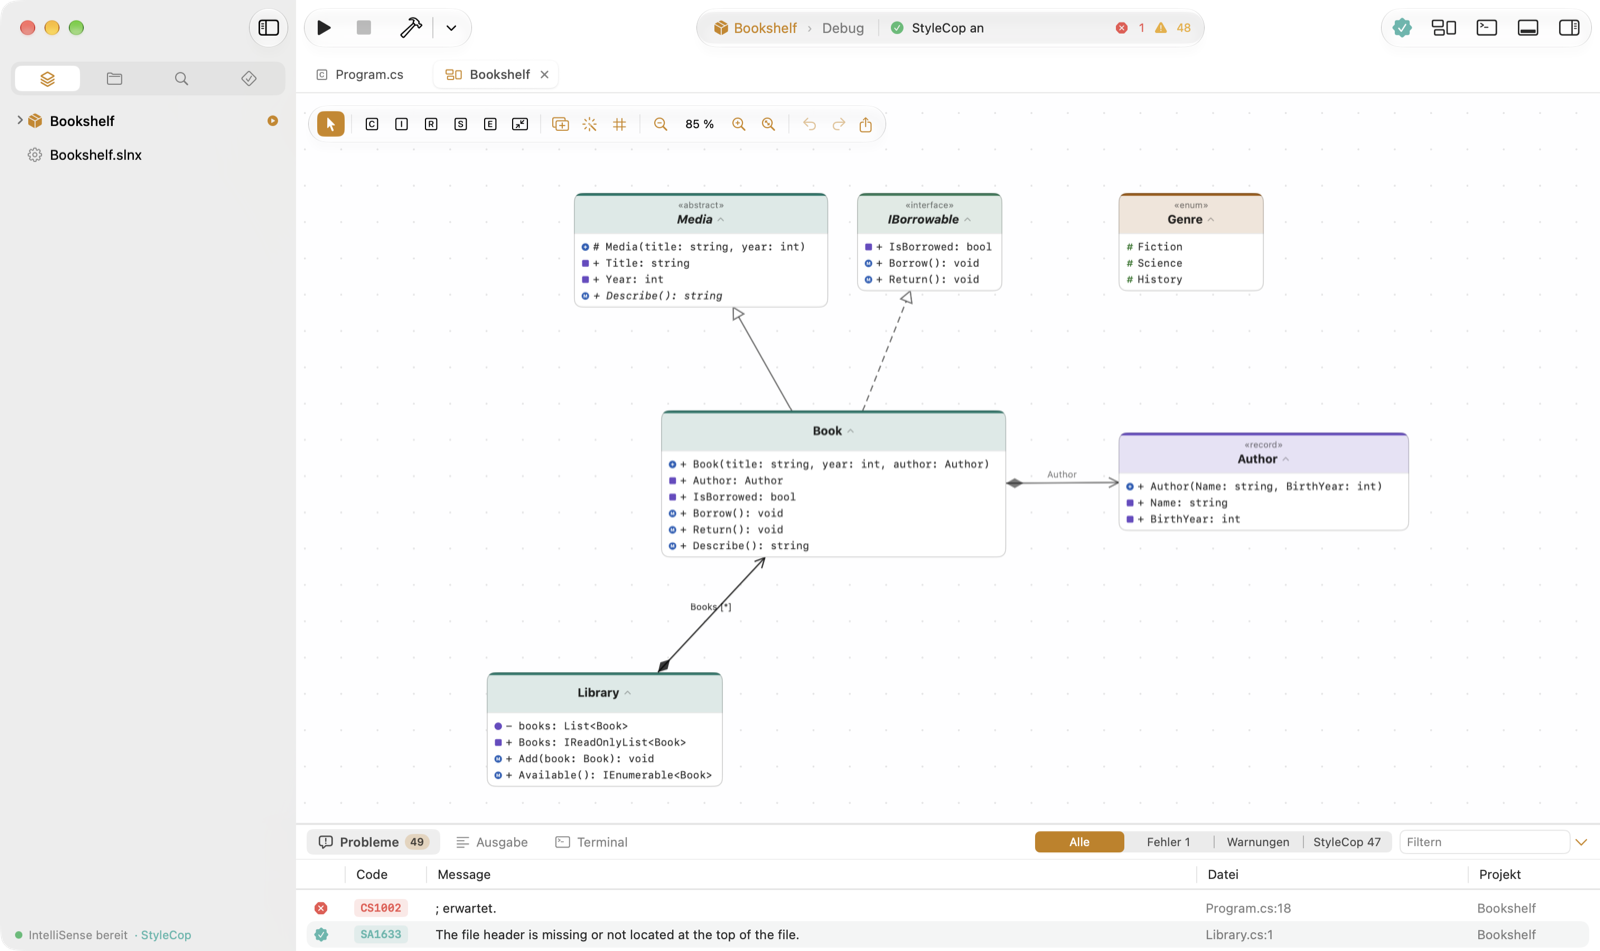 Bookshelf › Debug
StyleCop an
1
48
Program.cs
Bookshelf
Bookshelf
Bookshelf.slnx
C
I
R
S
E
85 %
«abstract»
Media
# Media(title: string, year: int)
+ Title: string
+ Year: int
+ Describe(): string
«interface»
IBorrowable
+ IsBorrowed: bool
+ Borrow(): void
+ Return(): void
«enum»
Genre
# Fiction
# Science
# History
Book
+ Book(title: string, year: int, author: Author)
+ Author: Author
+ IsBorrowed: bool
+ Borrow(): void
+ Return(): void
+ Describe(): string
Author
«record»
Author
+ Author(Name: string, BirthYear: int)
+ Name: string
+ BirthYear: int
Books [*]
Library
− books: List<Book>
+ Books: IReadOnlyList<Book>
+ Add(book: Book): void
+ Available(): IEnumerable<Book>
Probleme 49
Ausgabe
Terminal
Alle
Fehler 1
Warnungen
StyleCop 47
Filtern
Code
Message
Datei
Projekt
CS1002
; erwartet.
Program.cs:18
Bookshelf
SA1633
The file header is missing or not located at the top of the file.
Library.cs:1
Bookshelf
IntelliSense bereit · StyleCop